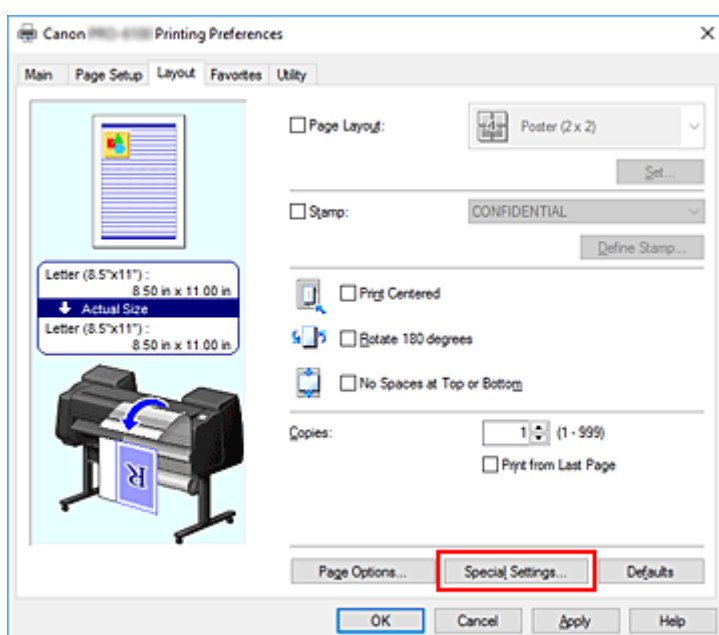 Canon Printing Preferences
Main Page Setup Layout Favorites Utility
Page Layout: Poster (2 x 2)
Set...
Stamp: CONFIDENTIAL
Define Stamp...
Letter (8.5"x11") :
8.50 in x 11.00 in
Actual Size
Letter (8.5"x11") :
8.50 in x 11.00 in
Print Centered
Rotate 180 degrees
No Spaces at Top or Bottom
Copies: 1 (1 - 999)
Print from Last Page
R
Page Options... Special Settings... Defaults
OK Cancel Apply Help